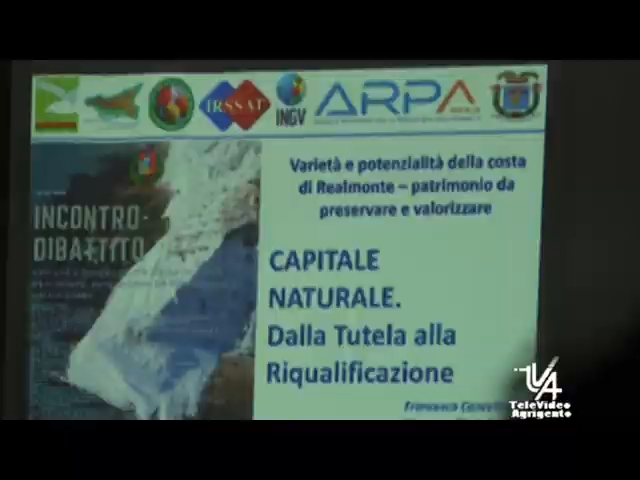 IRSSAT
INGV
ARPA
Varietà e potenzialità della costa
di Realmonte – patrimonio da
preservare e valorizzare
INCONTRO-
DIBATTITO
CAPITALE
NATURALE.
Dalla Tutela alla
Riqualificazione
Francesco
TeleVideo
Agrigento